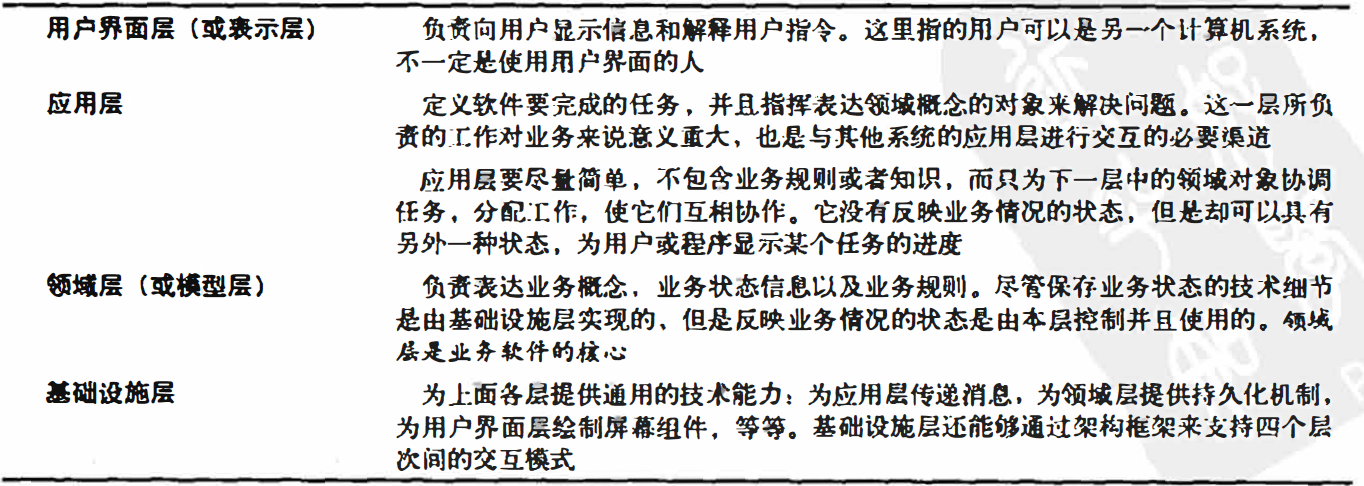 用户界面层（或表示层） 负责向用户显示信息和解释用户指令。这里指的用户可以是另一个计算机系统，
不一定是使用用户界面的人
应用层 定义软件要完成的任务，并且指挥表达领域概念的对象来解决问题。这一层所负
责的工作对业务来说意义重大，也是与其他系统的应用层进行交互的必要渠道
应用层要尽量简单，不包含业务规则或者知识，而只为下一层中的领域对象协调
任务，分配工作，使它们互相协作。它没有反映业务情况的状态，但是却可以具有
另外一种状态，为用户或程序显示某个任务的进度
领域层（或模型层） 负责表达业务概念，业务状态信息以及业务规则。尽管保存业务状态的技术细节
是由基础设施层实现的，但是反映业务情况的状态是由本层控制并且使用的。领域
层是业务软件的核心
基础设施层 为上面各层提供通用的技术能力：为应用层传递消息，为领域层提供持久化机制，
为用户界面层绘制屏幕组件，等等。基础设施层还能够通过架构框架来支持四个层
次间的交互模式